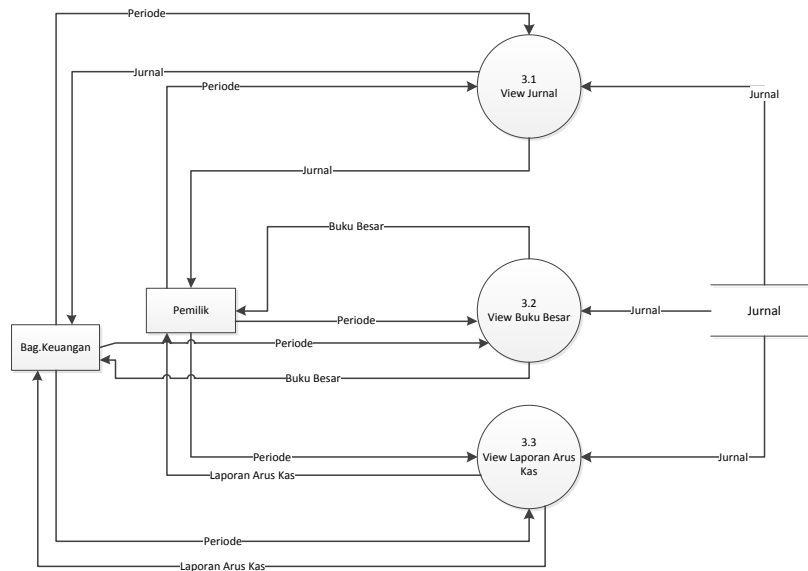 Periode
3.1
View Jurnal
Jurnal
Periode
Jurnal
Jurnal
Buku Besar
3.2
View Buku Besar
Pemilik
Jurnal
Jurnal
Periode
Bag.Keuangan
Periode
Buku Besar
3.3
View Laporan Arus
Kas
Periode
Jurnal
Laporan Arus Kas
Periode
Laporan Arus Kas